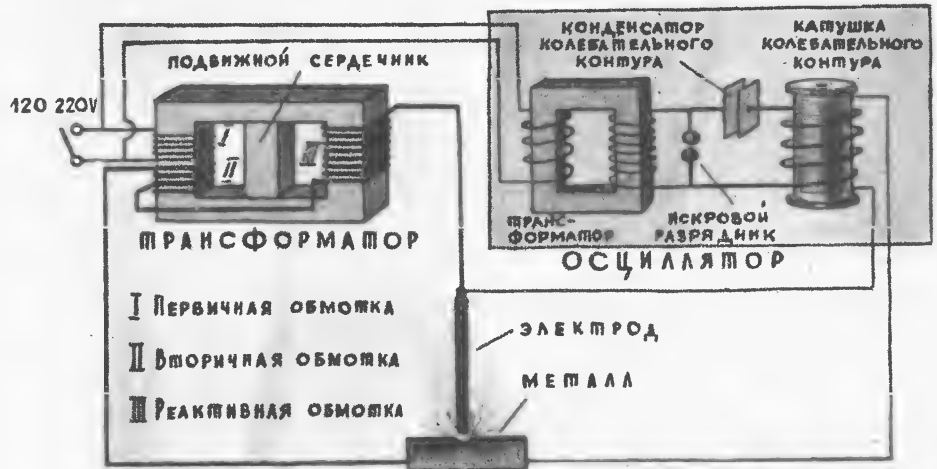 КОНДЕНСАТОР
КОЛЕБАТЕЛЬНОГО
КОНТУРА
КАТУШКА
КОЛЕБАТЕЛЬНОГО
КОНТУРА
ПОДВИЖНОЙ СЕРДЕЧНИК
120 220V
I
II
III
ТРАНСФОРМАТОР
ТРАНС-
ФОРМАТОР
ИСКРОВОЙ
РАЗРЯДНИК
ОСЦИЛЛЯТОР
I ПЕРВИЧНАЯ ОБМОТКА
II ВТОРИЧНАЯ ОБМОТКА
III РЕАКТИВНАЯ ОБМОТКА
ЭЛЕКТРОД
МЕТАЛЛ